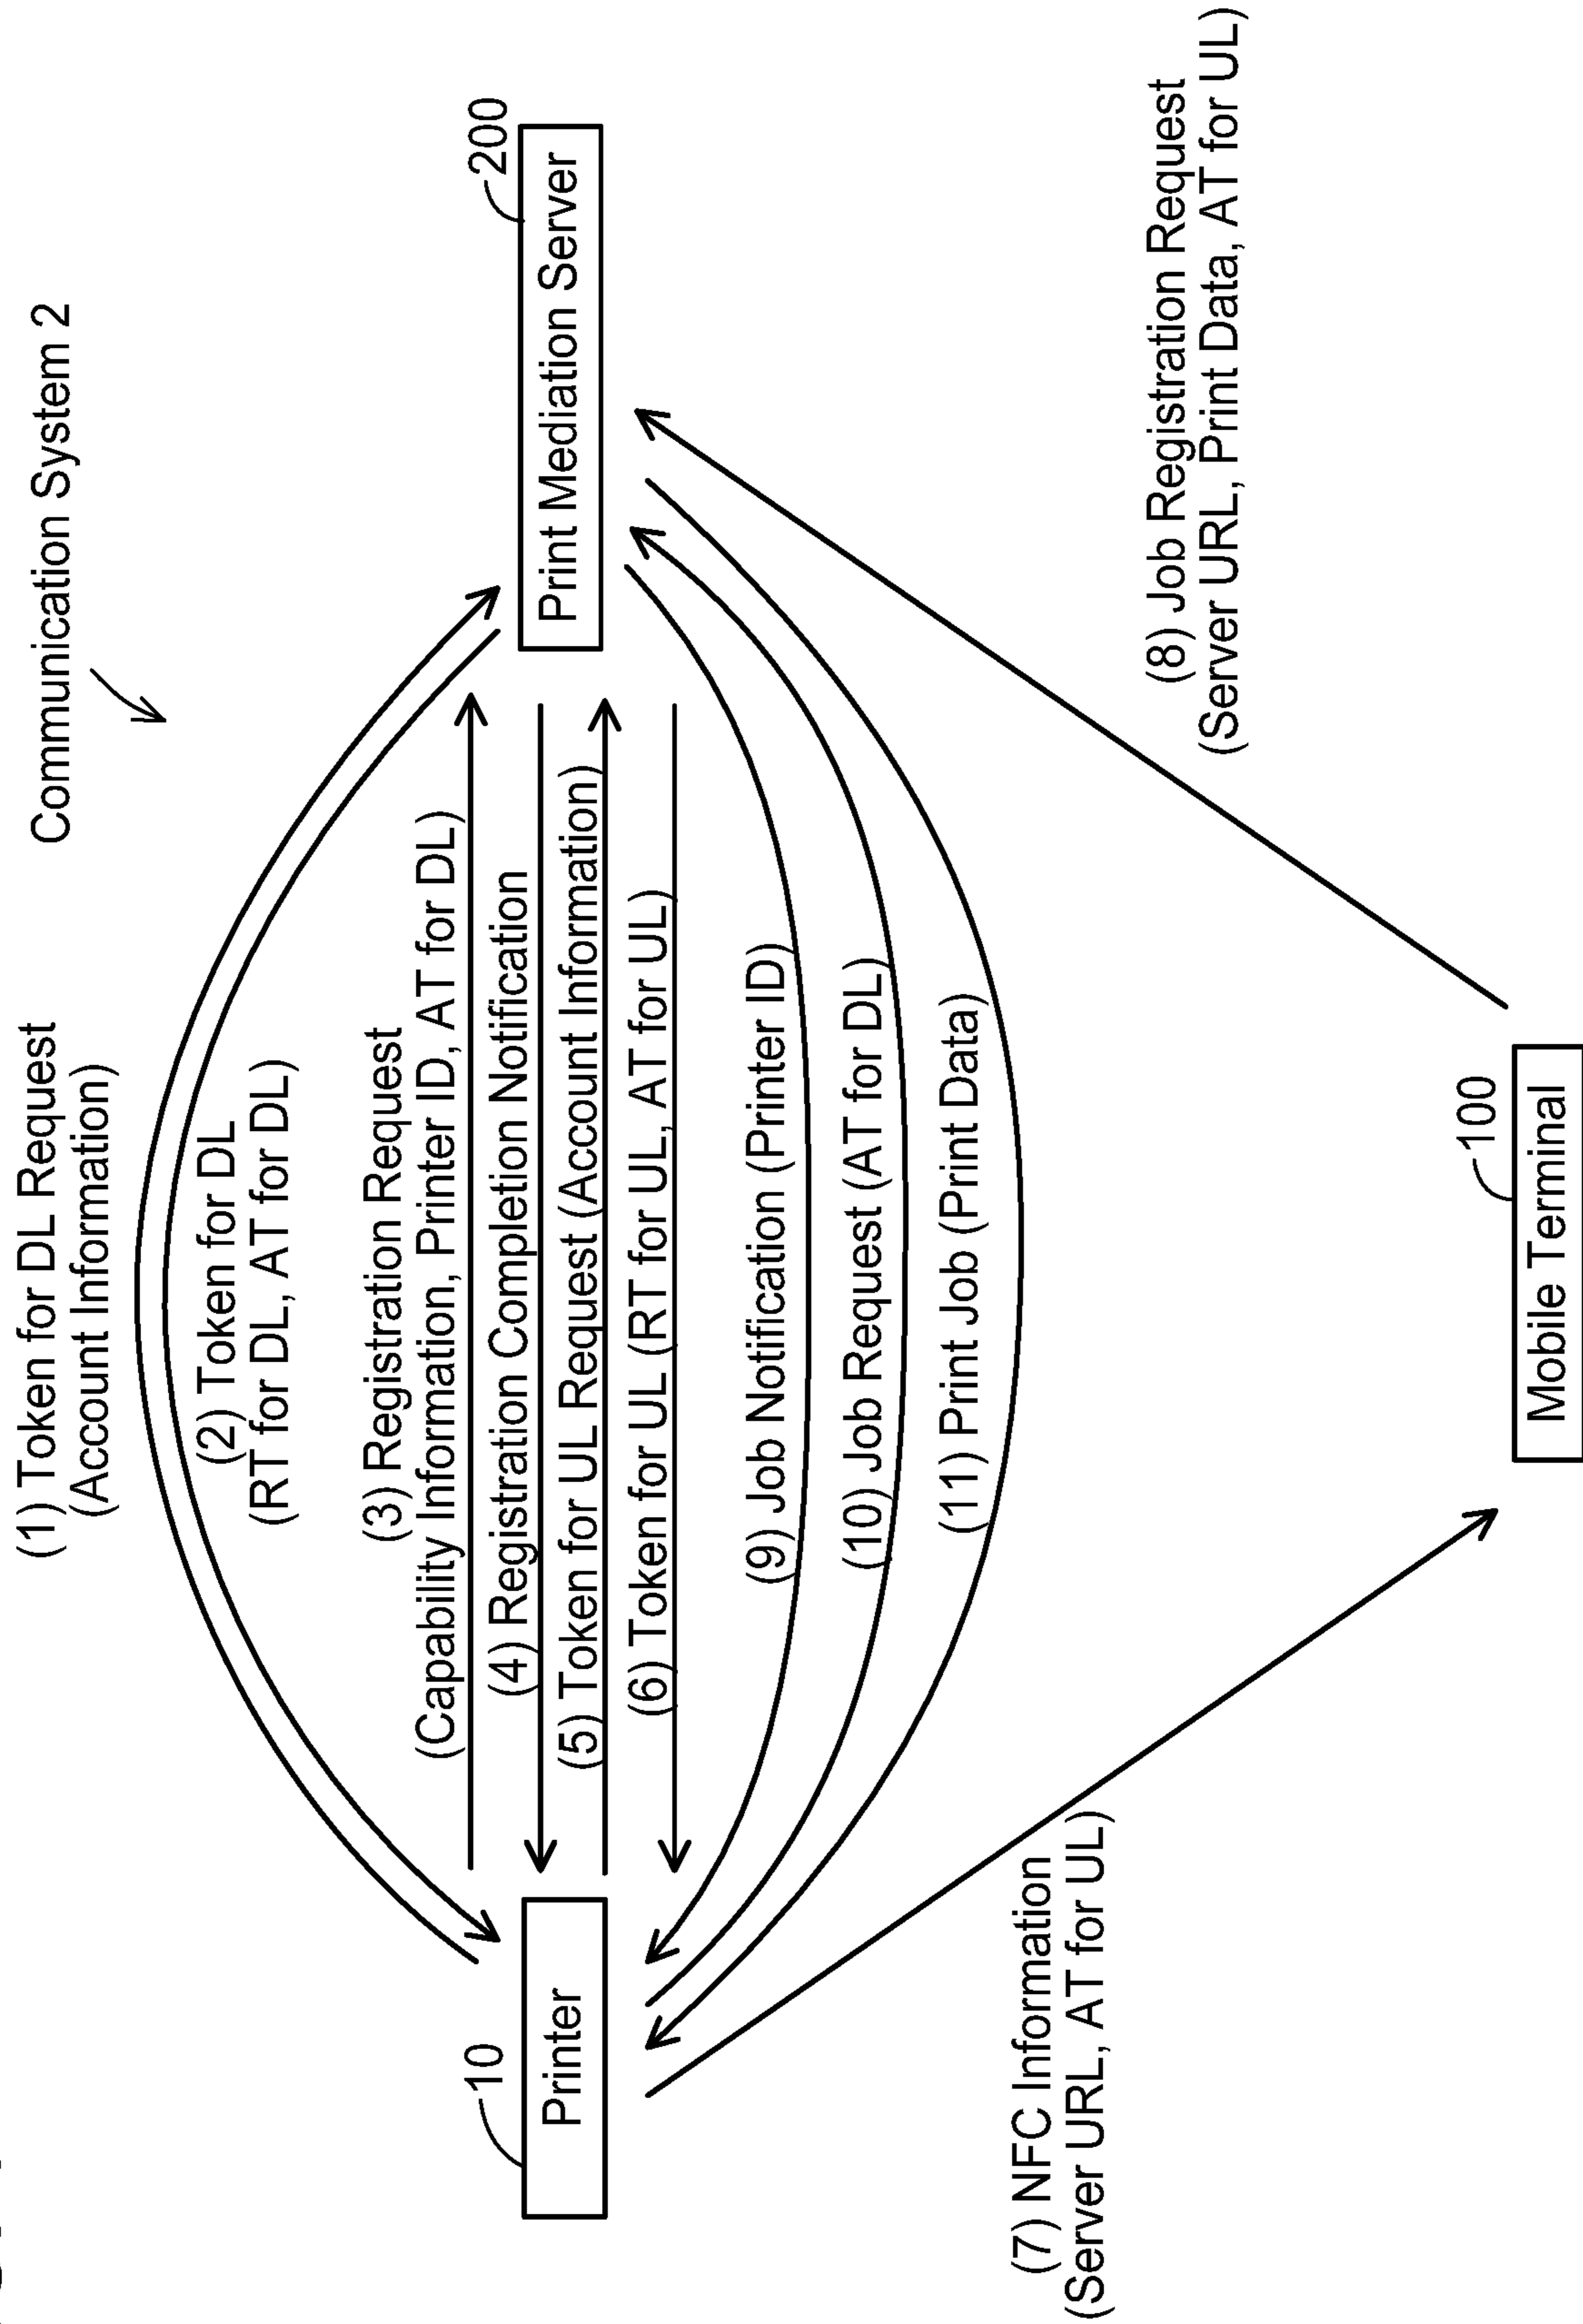 Communication System 2
(1) Token for DL Request
(Account Information)
(2) Token for DL
(RT for DL, AT for DL)
(3) Registration Request
(Capability Information, Printer ID, AT for DL)
(4) Registration Completion Notification
(5) Token for UL Request (Account Information)
(6) Token for UL (RT for UL, AT for UL)
10
Printer
200
Print Mediation Server
(9) Job Notification (Printer ID)
(10) Job Request (AT for DL)
(11) Print Job (Print Data)
(7) NFC Information
(Server URL, AT for UL)
(8) Job Registration Request
(Server URL, Print Data, AT for UL)
100
Mobile Terminal